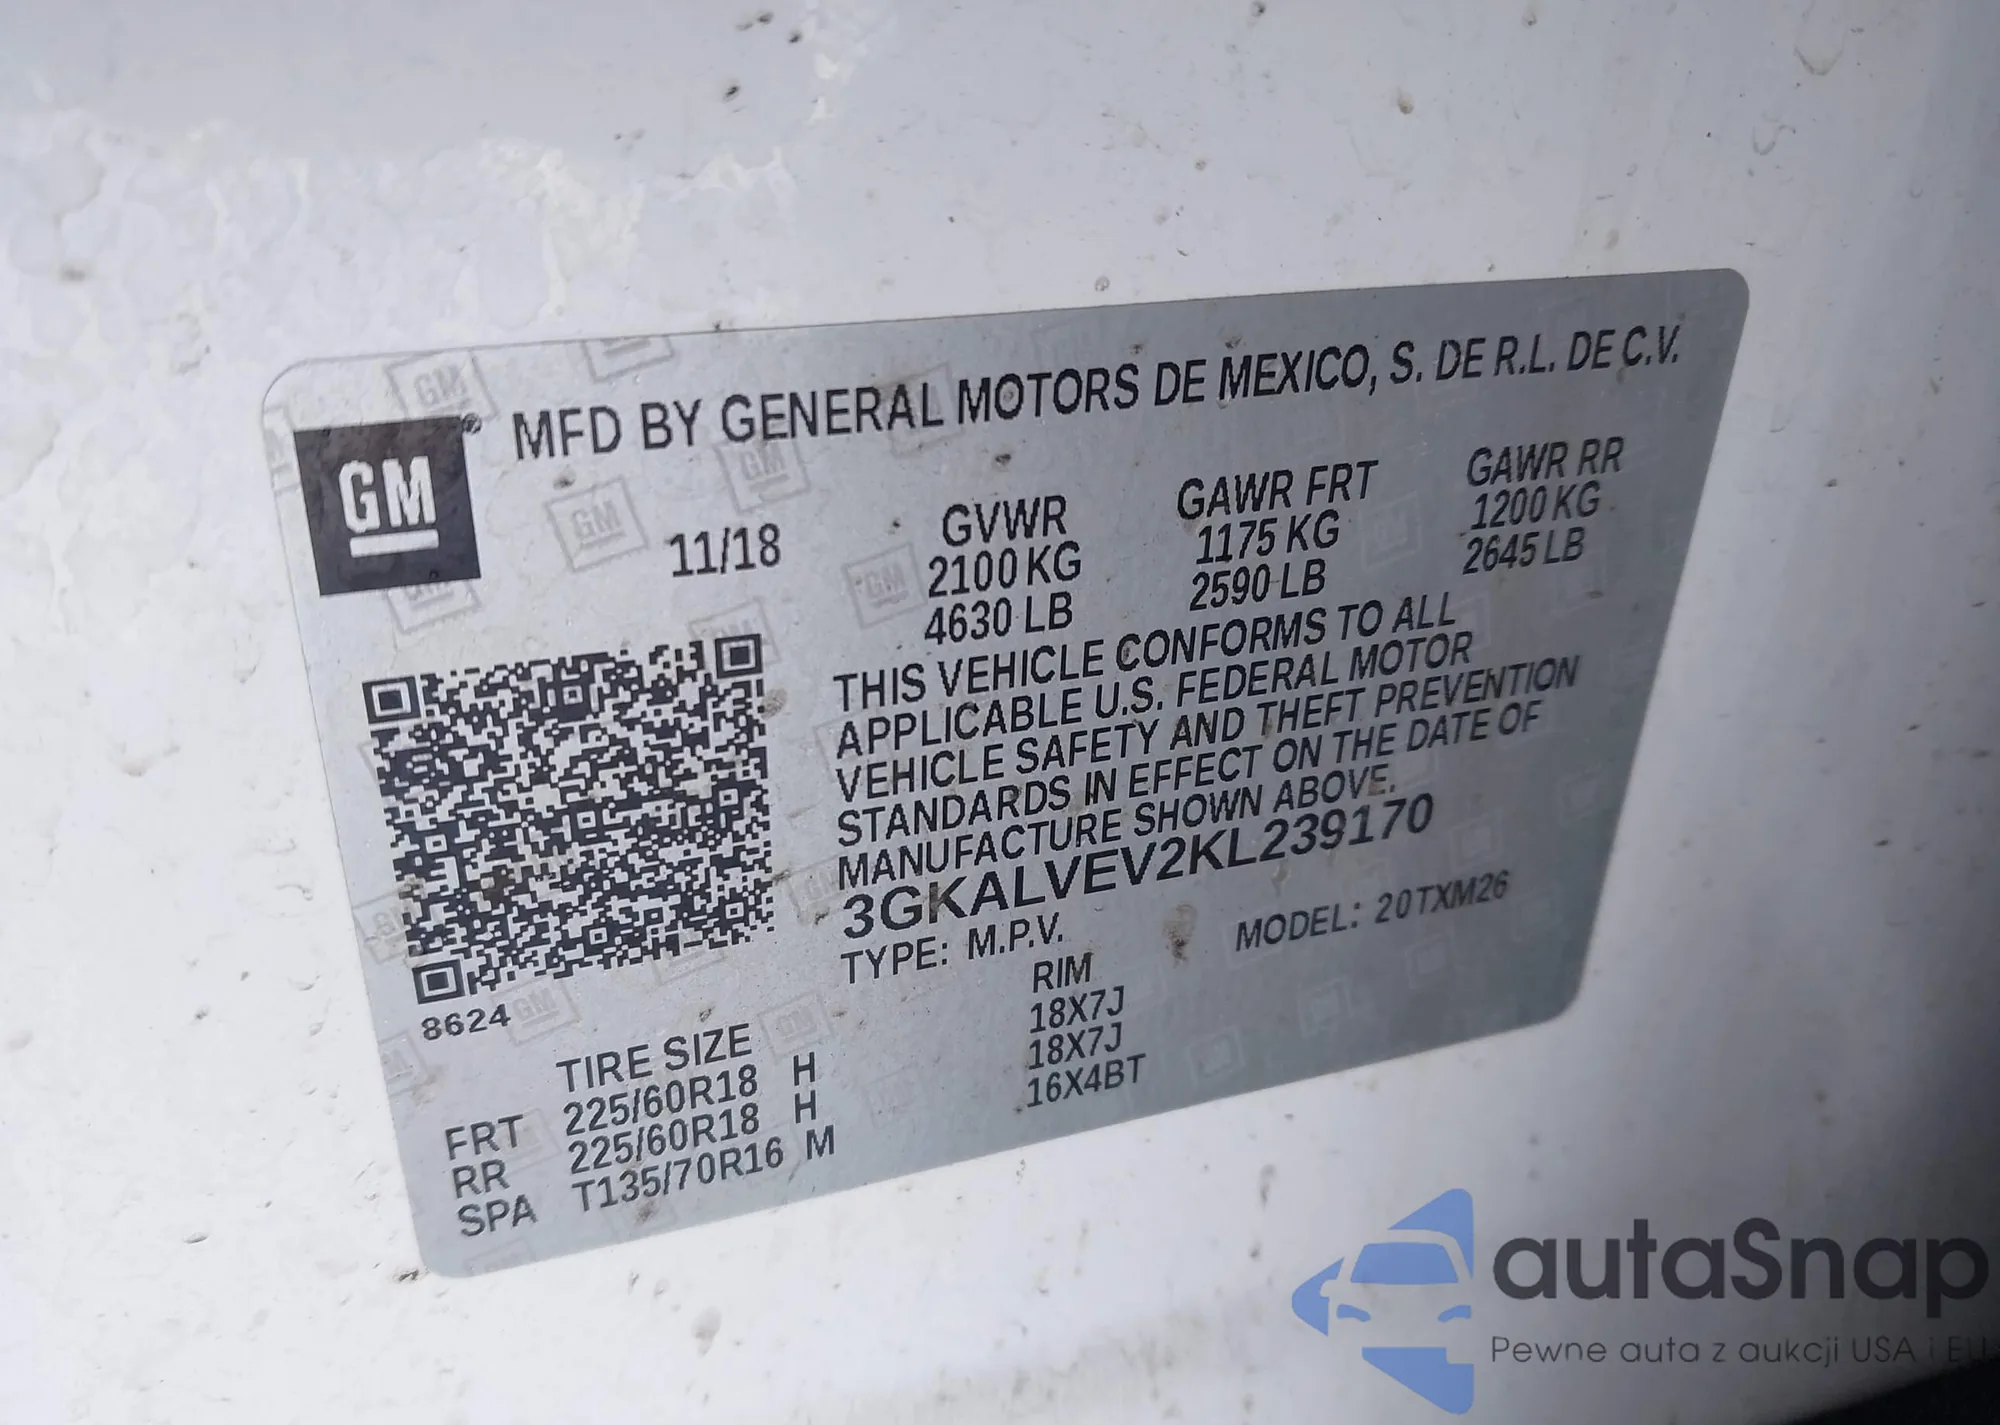 MFD BY GENERAL MOTORS DE MEXICO, S. DE R.L. DE C.V.
GM®
11/18
GVWR GAWR FRT GAWR RR
2100 KG 1175 KG 1200 KG
4630 LB 2590 LB 2645 LB
THIS VEHICLE CONFORMS TO ALL
APPLICABLE U.S. FEDERAL MOTOR
VEHICLE SAFETY AND THEFT PREVENTION
STANDARDS IN EFFECT ON THE DATE OF
MANUFACTURE SHOWN ABOVE.
3GKALVEV2KL239170
TYPE: M.P.V. MODEL: 20TXM26
8624
TIRE SIZE RIM
FRT 225/60R18 H 18X7J
RR 225/60R18 H 18X7J
SPA T135/70R16 M 16X4BT
autaSnap
Pewne auta z aukcji USA i EU